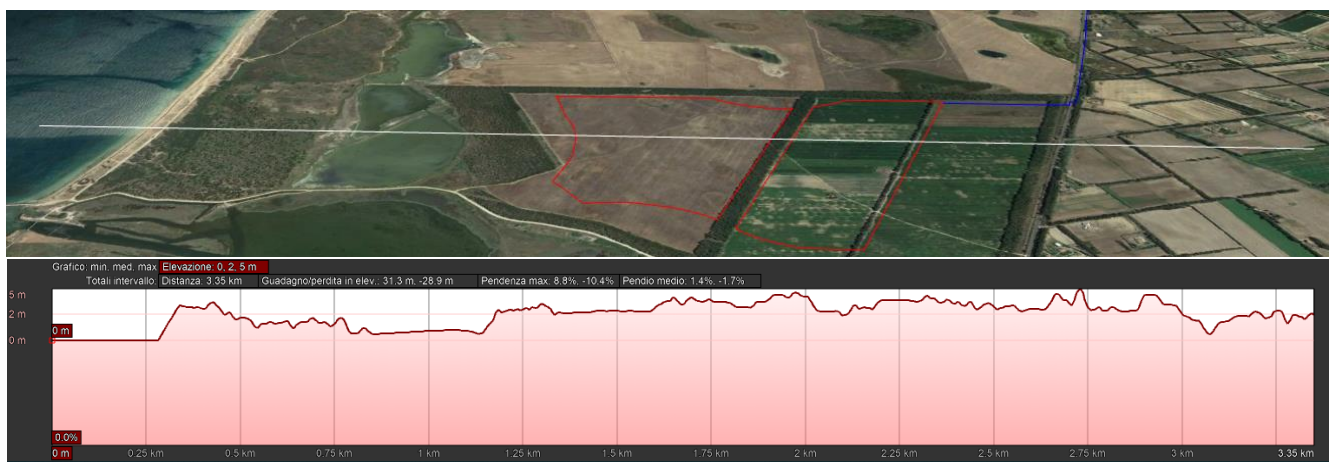 Grafico: min. med. max Elevazione: 0, 2, 5 m
Totali intervallo: Distanza: 3.35 km Guadagno/perdita in elev.: 31.3 m, -28.9 m Pendenza max: 8.8%, -10.4% Pendio medio: 1.4%, -1.7%
5 m
2 m
0 m
0 m
0.0%
0 m 0.25 km 0.5 km 0.75 km 1 km 1.25 km 1.5 km 1.75 km 2 km 2.25 km 2.5 km 2.75 km 3 km 3.35 km